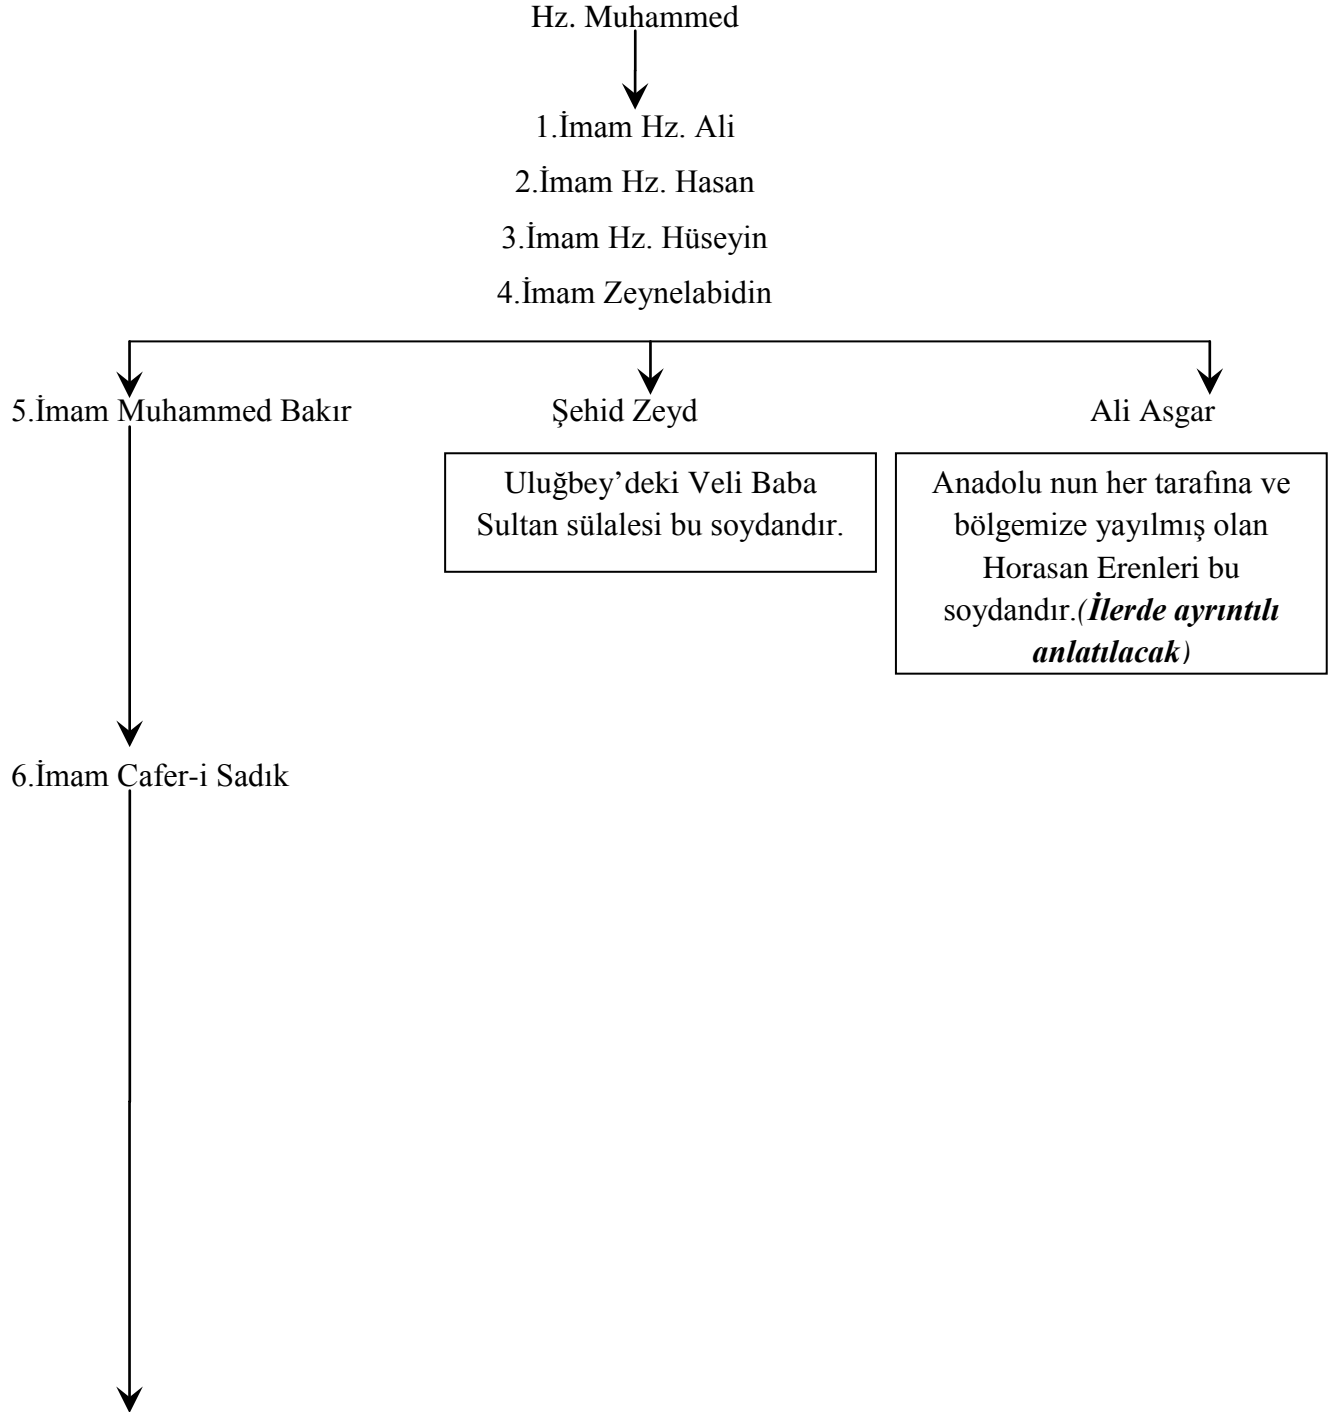 Hz. Muhammed
1.İmam Hz. Ali
2.İmam Hz. Hasan
3.İmam Hz. Hüseyin
4.İmam Zeynelabidin
5.İmam Muhammed Bakır
Şehid Zeyd
Ali Asgar
Uluğbey’deki Veli Baba
Sultan sülalesi bu soydandır.
Anadolu nun her tarafına ve
bölgemize yayılmış olan
Horasan Erenleri bu
soydandır.(İlerde ayrıntılı
anlatılacak)
6.İmam Cafer-i Sadık